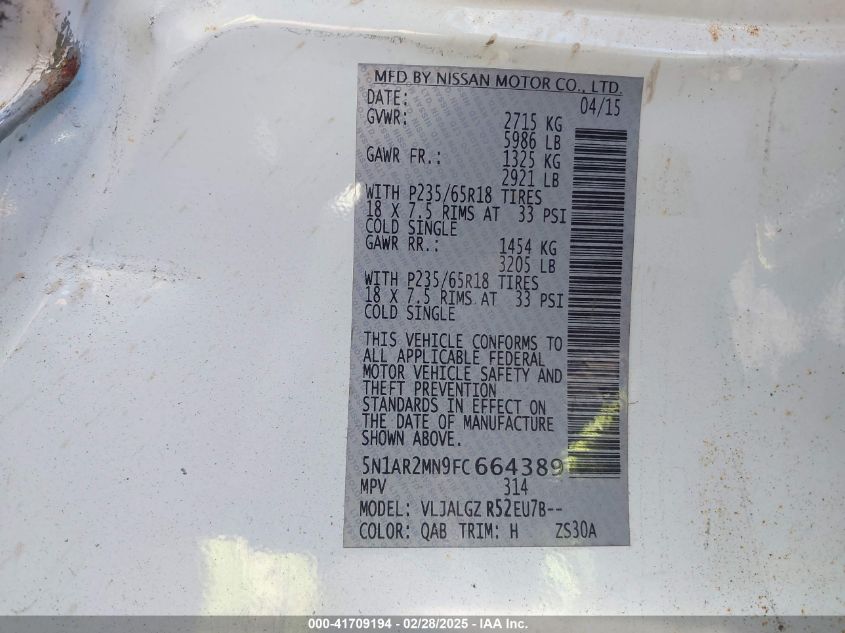 MFD BY NISSAN MOTOR CO., LTD.
DATE: 04/15
GVWR: 2715 KG
5986 LB
GAWR FR.: 1325 KG
2921 LB
WITH P235/65R18 TIRES
18 X 7.5 RIMS AT 33 PSI
COLD SINGLE
GAWR RR.: 1454 KG
3205 LB
WITH P235/65R18 TIRES
18 X 7.5 RIMS AT 33 PSI
COLD SINGLE
THIS VEHICLE CONFORMS TO
ALL APPLICABLE FEDERAL
MOTOR VEHICLE SAFETY AND
THEFT PREVENTION
STANDARDS IN EFFECT ON
THE DATE OF MANUFACTURE
SHOWN ABOVE.
5N1AR2MN9FC664389
MPV 314
MODEL: VLJALGZ R52EU7B--
COLOR: QAB TRIM: H ZS30A
000-41709194 - 02/28/2025 - IAA Inc.